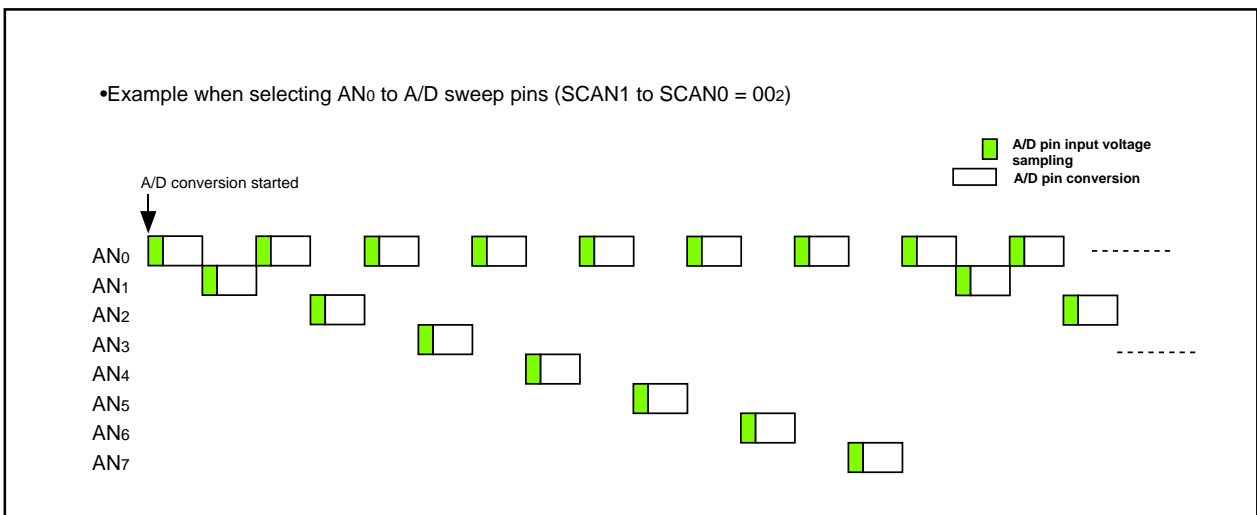 •Example when selecting AN0 to A/D sweep pins (SCAN1 to SCAN0 = 002)
A/D pin input voltage
sampling
A/D pin conversion
A/D conversion started
AN0
AN1
AN2
AN3
AN4
AN5
AN6
AN7